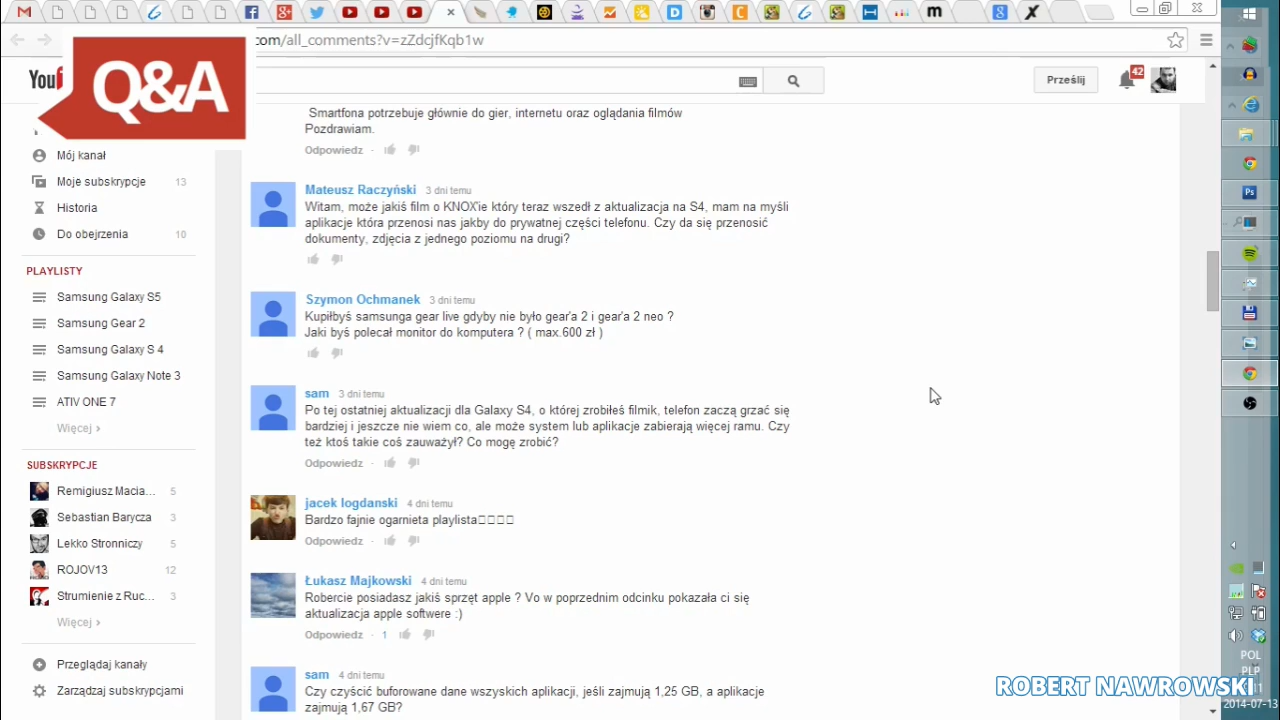 com/all_comments?v=zZdcjfKqb1w
You
Q&A
Prześlij
42
Mój kanał
Moje subskrypcje 13
Historia
Do obejrzenia 10
PLAYLISTY
Samsung Galaxy S5
Samsung Gear 2
Samsung Galaxy S 4
Samsung Galaxy Note 3
ATIV ONE 7
Więcej ›
SUBSKRYPCJE
Remigiusz Macia... 5
Sebastian Barycza 3
Lekko Stronniczy 5
ROJOV13 12
Strumienie z Ruc... 3
Więcej ›
Przeglądaj kanały
Zarządzaj subskrypcjami
Smartfona potrzebuje głównie do gier, internetu oraz oglądania filmów
Pozdrawiam.
Odpowiedz ·
Mateusz Raczyński 3 dni temu
Witam, może jakiś film o KNOX'ie który teraz wszedł z aktualizacja na S4, mam na myśli
aplikacje która przenosi nas jakby do prywatnej części telefonu. Czy da się przenosić
dokumenty, zdjęcia z jednego poziomu na drugi?
Szymon Ochmanek 3 dni temu
Kupiłbyś samsunga gear live gdyby nie było gear'a 2 i gear'a 2 neo ?
Jaki byś polecał monitor do komputera ? ( max.600 zł )
sam 3 dni temu
Po tej ostatniej aktualizacji dla Galaxy S4, o której zrobiłeś filmik, telefon zaczą grzać się
bardziej i jeszcze nie wiem co, ale może system lub aplikacje zabierają więcej ramu. Czy
też ktoś takie coś zauważył? Co mogę zrobić?
Odpowiedz ·
jacek logdanski 4 dni temu
Bardzo fajnie ogarnieta playlista□□□□
Odpowiedz ·
Łukasz Majkowski 4 dni temu
Robercie posiadasz jakiś sprzęt apple ? Vo w poprzednim odcinku pokazała ci się
aktualizacja apple softwere :)
Odpowiedz · 1
sam 4 dni temu
Czy czyścić buforowane dane wszyskich aplikacji, jeśli zajmują 1,25 GB, a aplikacje
zajmują 1,67 GB?
POL
PLP
ROBERT NAWROWSKI
2014-07-13